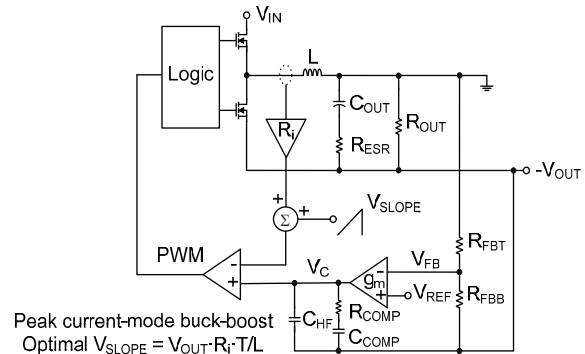 VIN
Logic
L
COUT
ROUT
Ri
RESR
-VOUT
+
+
Σ
VSLOPE
PWM
-
+
VC
gm
-
+
VFB
VREF
RFBT
RFBB
RCOMP
CHF
CCOMP
Peak current-mode buck-boost
Optimal VSLOPE = VOUT·Ri·T/L